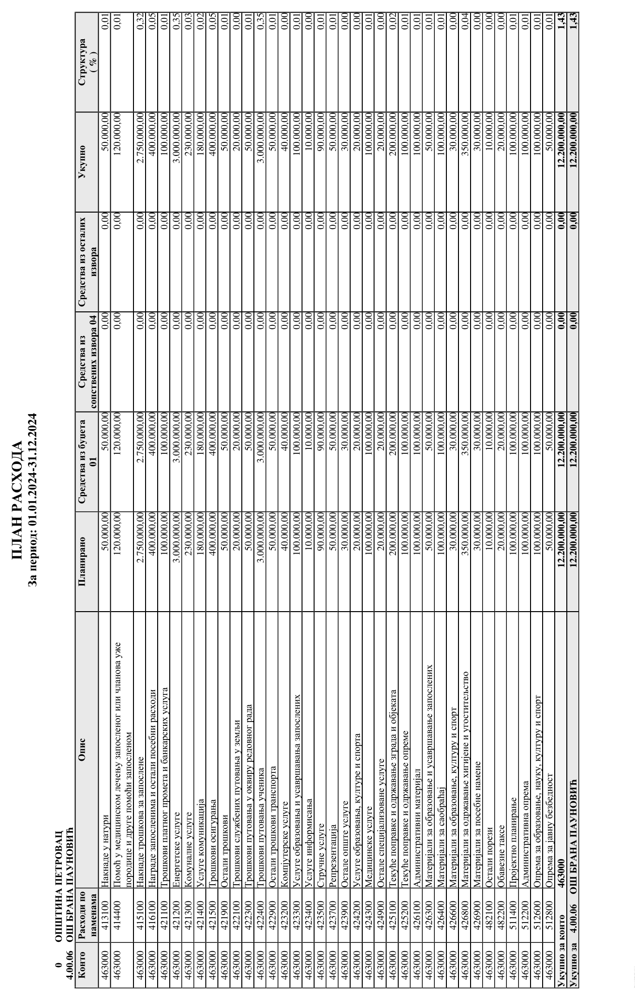 ПЛАН РАСХОДА
За период: 01.01.2024-31.12.2024
0 ОПШТИНА ПЕТРОВАЦ
4.00.06 ОШ БРАНА ПАУНОВИЋ
Конто Расходи по наменама Опис Планирано Средства из буџета 01 Средства из сопствених извора 04 Средства из осталих извора Укупно Структура ( % )
463000 413100 Накнаде у натури 50.000,00 50.000,00 0,00 0,00 50.000,00 0,01
463000 414400 Помоћ у медицинском лечењу запосленог или чланова уже 120.000,00 120.000,00 0,00 0,00 120.000,00 0,01
породице и друге помоћи запосленом
463000 415100 Накнаде трошкова за запослене 2.750.000,00 2.750.000,00 0,00 0,00 2.750.000,00 0,32
463000 416100 Награде запосленима и остали посебни расходи 400.000,00 400.000,00 0,00 0,00 400.000,00 0,05
463000 421100 Трошкови платног промета и банкарских услуга 100.000,00 100.000,00 0,00 0,00 100.000,00 0,01
463000 421200 Енергетске услуге 3.000.000,00 3.000.000,00 0,00 0,00 3.000.000,00 0,35
463000 421300 Комуналне услуге 230.000,00 230.000,00 0,00 0,00 230.000,00 0,03
463000 421400 Услуге комуникација 180.000,00 180.000,00 0,00 0,00 180.000,00 0,02
463000 421500 Трошкови осигурања 400.000,00 400.000,00 0,00 0,00 400.000,00 0,05
463000 421900 Остали трошкови 50.000,00 50.000,00 0,00 0,00 50.000,00 0,01
463000 422100 Трошкови службених путовања у земљи 20.000,00 20.000,00 0,00 0,00 20.000,00 0,00
463000 422300 Трошкови путовања у оквиру редовног рада 50.000,00 50.000,00 0,00 0,00 50.000,00 0,01
463000 422400 Трошкови путовања ученика 3.000.000,00 3.000.000,00 0,00 0,00 3.000.000,00 0,35
463000 422900 Остали трошкови транспорта 50.000,00 50.000,00 0,00 0,00 50.000,00 0,01
463000 423200 Компјутерске услуге 40.000,00 40.000,00 0,00 0,00 40.000,00 0,00
463000 423300 Услуге образовања и усавршавања запослених 100.000,00 100.000,00 0,00 0,00 100.000,00 0,01
463000 423400 Услуге информисања 10.000,00 10.000,00 0,00 0,00 10.000,00 0,00
463000 423500 Стручне услуге 90.000,00 90.000,00 0,00 0,00 90.000,00 0,01
463000 423700 Репрезентација 50.000,00 50.000,00 0,00 0,00 50.000,00 0,01
463000 423900 Остале опште услуге 30.000,00 30.000,00 0,00 0,00 30.000,00 0,00
463000 424200 Услуге образовања, културе и спорта 20.000,00 20.000,00 0,00 0,00 20.000,00 0,00
463000 424300 Медицинске услуге 100.000,00 100.000,00 0,00 0,00 100.000,00 0,01
463000 424900 Остале специјализоване услуге 20.000,00 20.000,00 0,00 0,00 20.000,00 0,00
463000 425100 Текуће поправке и одржавање зграда и објеката 200.000,00 200.000,00 0,00 0,00 200.000,00 0,02
463000 425200 Текуће поправке и одржавање опреме 100.000,00 100.000,00 0,00 0,00 100.000,00 0,01
463000 426100 Административни материјал 100.000,00 100.000,00 0,00 0,00 100.000,00 0,01
463000 426300 Материјали за образовање и усавршавање запослених 50.000,00 50.000,00 0,00 0,00 50.000,00 0,01
463000 426400 Материјали за саобраћај 100.000,00 100.000,00 0,00 0,00 100.000,00 0,01
463000 426600 Материјали за образовање, културу и спорт 30.000,00 30.000,00 0,00 0,00 30.000,00 0,00
463000 426800 Материјали за одржавање хигијене и угоститељство 350.000,00 350.000,00 0,00 0,00 350.000,00 0,04
463000 426900 Материјали за посебне намене 30.000,00 30.000,00 0,00 0,00 30.000,00 0,00
463000 482100 Остали порези 10.000,00 10.000,00 0,00 0,00 10.000,00 0,00
463000 482200 Обавезне таксе 20.000,00 20.000,00 0,00 0,00 20.000,00 0,00
463000 511400 Пројектно планирање 100.000,00 100.000,00 0,00 0,00 100.000,00 0,01
463000 512200 Административна опрема 100.000,00 100.000,00 0,00 0,00 100.000,00 0,01
463000 512600 Опрема за образовање, науку, културу и спорт 100.000,00 100.000,00 0,00 0,00 100.000,00 0,01
463000 512800 Опрема за јавну безбедност 50.000,00 50.000,00 0,00 0,00 50.000,00 0,01
Укупно за конто 463000 12.200.000,00 12.200.000,00 0,00 0,00 12.200.000,00 1,43
Укупно за 4.00.06 ОШ БРАНА ПАУНОВИЋ 12.200.000,00 12.200.000,00 0,00 0,00 12.200.000,00 1,43